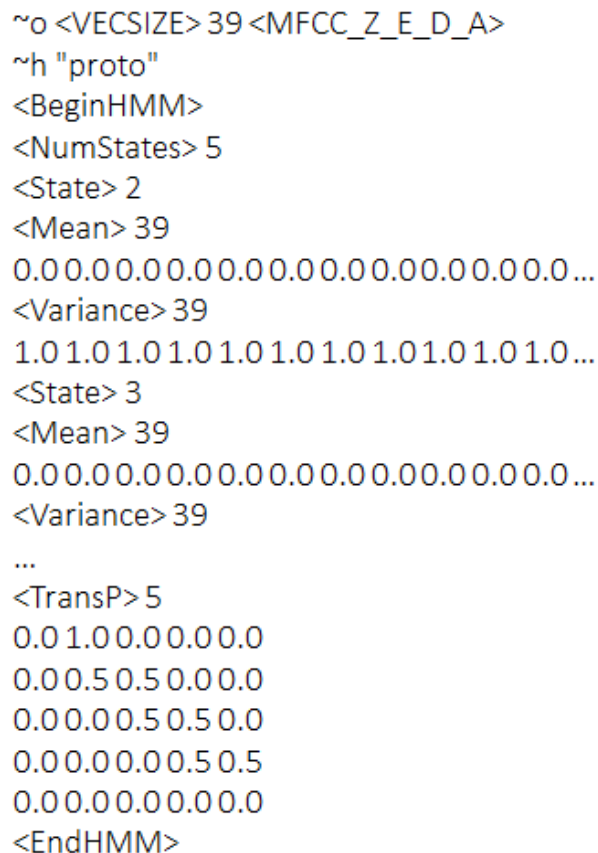 ~o <VECSIZE> 39 <MFCC_Z_E_D_A>
~h "proto"
<BeginHMM>
<NumStates> 5
<State> 2
<Mean> 39
0.0 0.0 0.0 0.0 0.0 0.0 0.0 0.0 0.0 0.0 0.0 ...
<Variance> 39
1.0 1.0 1.0 1.0 1.0 1.0 1.0 1.0 1.0 1.0 1.0 ...
<State> 3
<Mean> 39
0.0 0.0 0.0 0.0 0.0 0.0 0.0 0.0 0.0 0.0 0.0 ...
<Variance> 39
...
<TransP> 5
0.0 1.0 0.0 0.0 0.0
0.0 0.5 0.5 0.0 0.0
0.0 0.0 0.5 0.5 0.0
0.0 0.0 0.0 0.5 0.5
0.0 0.0 0.0 0.0 0.0
<EndHMM>